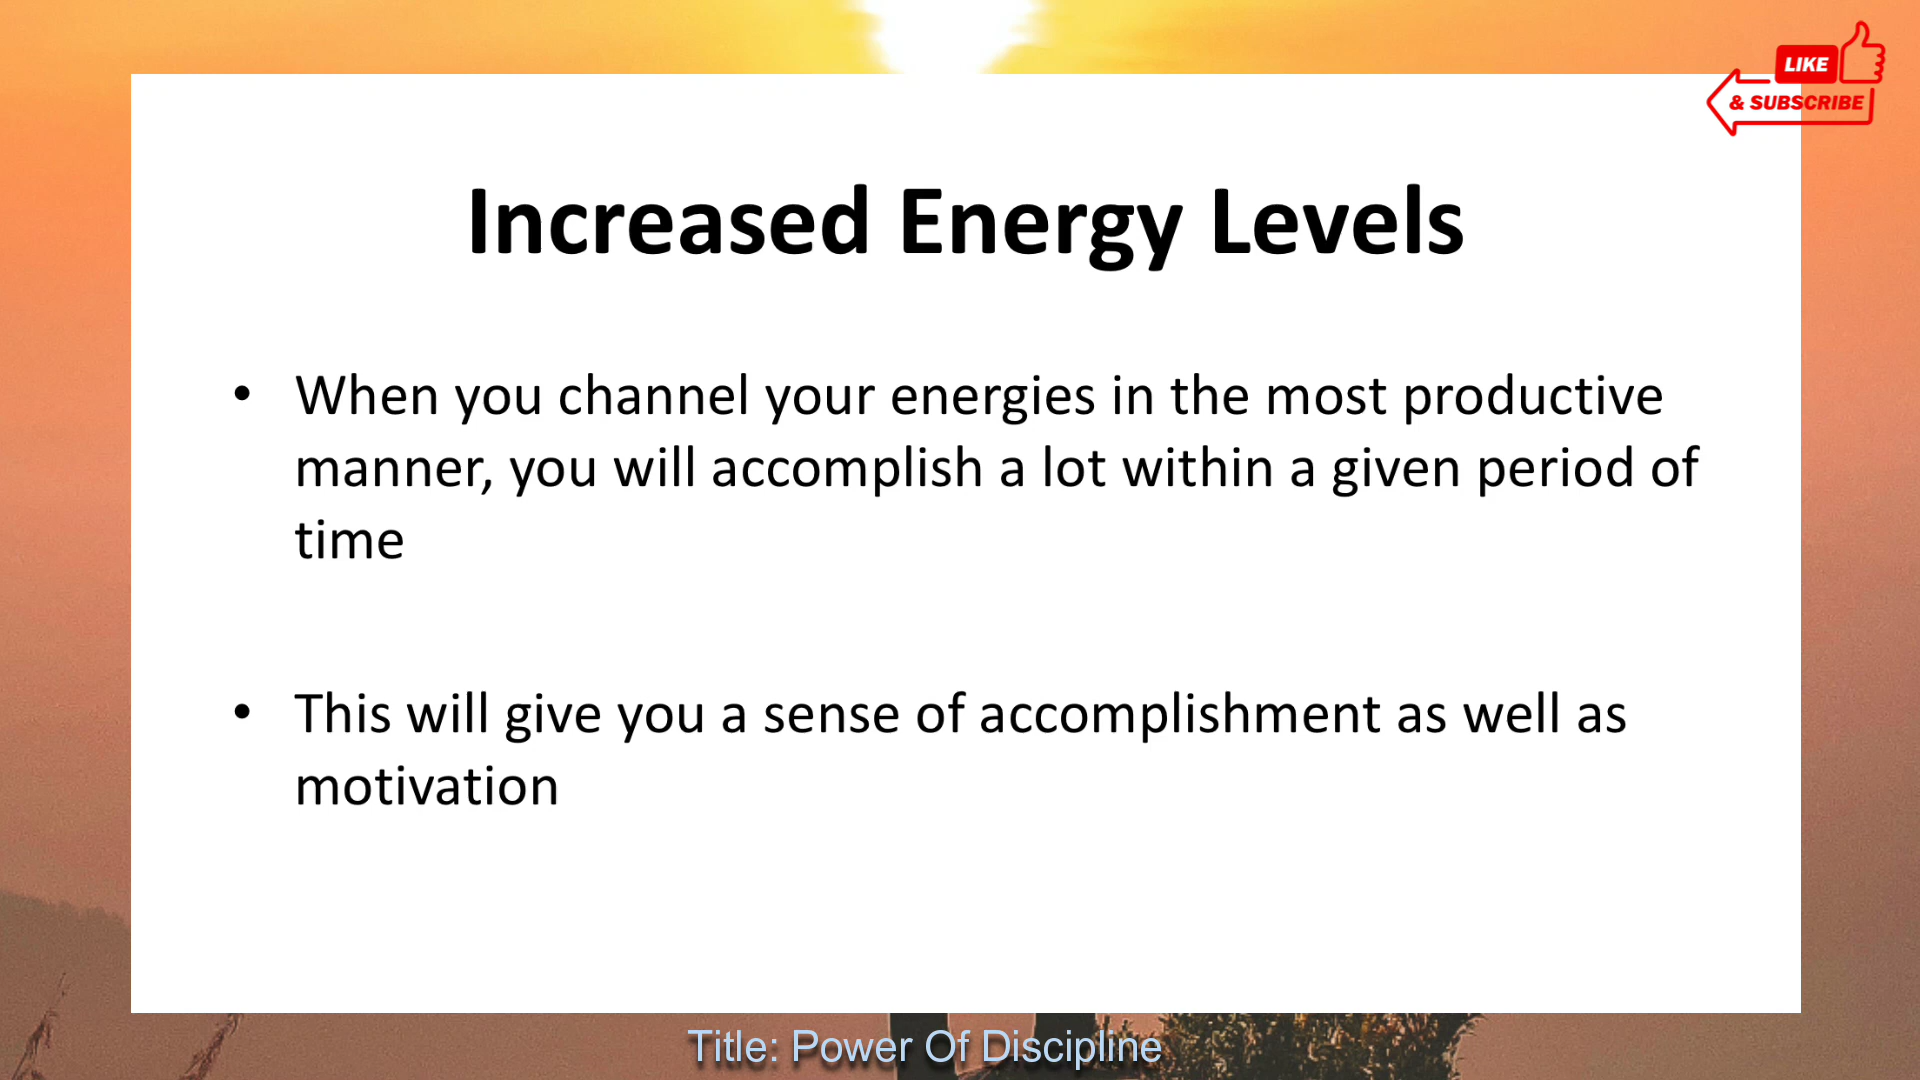 LIKE
& SUBSCRIBE
Increased Energy Levels
• When you channel your energies in the most productive
manner, you will accomplish a lot within a given period of
time
• This will give you a sense of accomplishment as well as
motivation
Title: Power Of Discipline